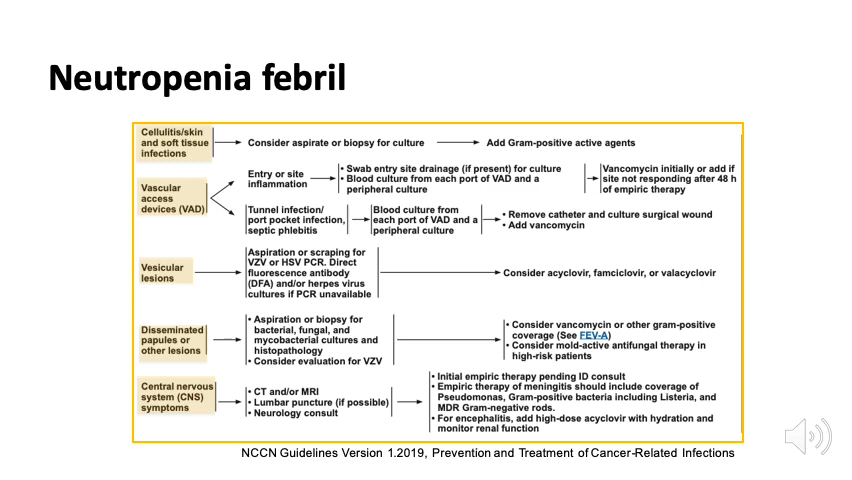 Neutropenia febril
Cellulitis/skin
and soft tissue
infections
Consider aspirate or biopsy for culture
Add Gram-positive active agents
Vascular
access
devices (VAD)
Entry or site
inflammation
• Swab entry site drainage (if present) for culture
• Blood culture from each port of VAD and a
peripheral culture
Vancomycin initially or add if
site not responding after 48 h
of empiric therapy
Tunnel infection/
port pocket infection,
septic phlebitis
Blood culture from
each port of VAD and a
peripheral culture
• Remove catheter and culture surgical wound
• Add vancomycin
Vesicular
lesions
Aspiration or scraping for
VZV or HSV PCR. Direct
fluorescence antibody
(DFA) and/or herpes virus
cultures if PCR unavailable
Consider acyclovir, famciclovir, or valacyclovir
Disseminated
papules or
other lesions
• Aspiration or biopsy for
bacterial, fungal, and
mycobacterial cultures and
histopathology
• Consider evaluation for VZV
• Consider vancomycin or other gram-positive
coverage (See FEV-A)
• Consider mold-active antifungal therapy in
high-risk patients
Central nervous
system (CNS)
symptoms
• CT and/or MRI
• Lumbar puncture (if possible)
• Neurology consult
• Initial empiric therapy pending ID consult
• Empiric therapy of meningitis should include coverage of
Pseudomonas, Gram-positive bacteria including Listeria, and
MDR Gram-negative rods.
• For encephalitis, add high-dose acyclovir with hydration and
monitor renal function
NCCN Guidelines Version 1.2019, Prevention and Treatment of Cancer-Related Infections